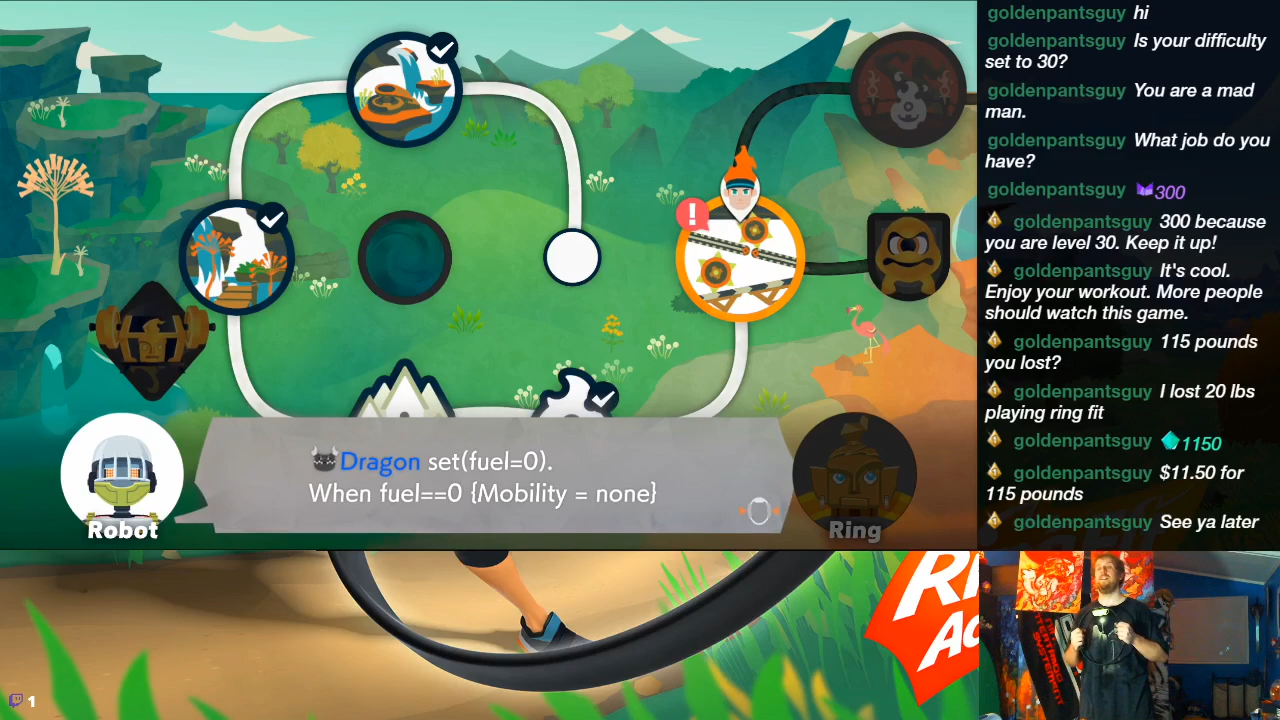 goldenpantsguy hi
goldenpantsguy Is your difficulty
set to 30?
goldenpantsguy You are a mad
man.
goldenpantsguy What job do you
have?
goldenpantsguy 300
goldenpantsguy 300 because
you are level 30. Keep it up!
goldenpantsguy It's cool.
Enjoy your workout. More people
should watch this game.
goldenpantsguy 115 pounds
you lost?
goldenpantsguy I lost 20 lbs
playing ring fit
goldenpantsguy 1150
goldenpantsguy $11.50 for
115 pounds
goldenpantsguy See ya later
!
Dragon set(fuel=0).
When fuel==0 {Mobility = none}
Robot
Ring
RI
Ac
1